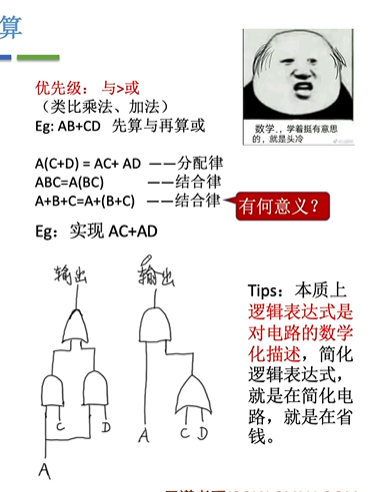 算
优先级：与>或
（类比乘法、加法）
Eg: AB+CD 先算与再算或
A(C+D) = AC+ AD ——分配律
ABC=A(BC) ——结合律
A+B+C=A+(B+C) ——结合律
有何意义？
Eg：实现 AC+AD
数学.，学着挺有意思
的，就是头冷
输出
输出
C
D
A
A
C D
Tips：本质上
逻辑表达式是
对电路的数学
化描述，简化
逻辑表达式，
就是在简化电
路，就是在省
钱。